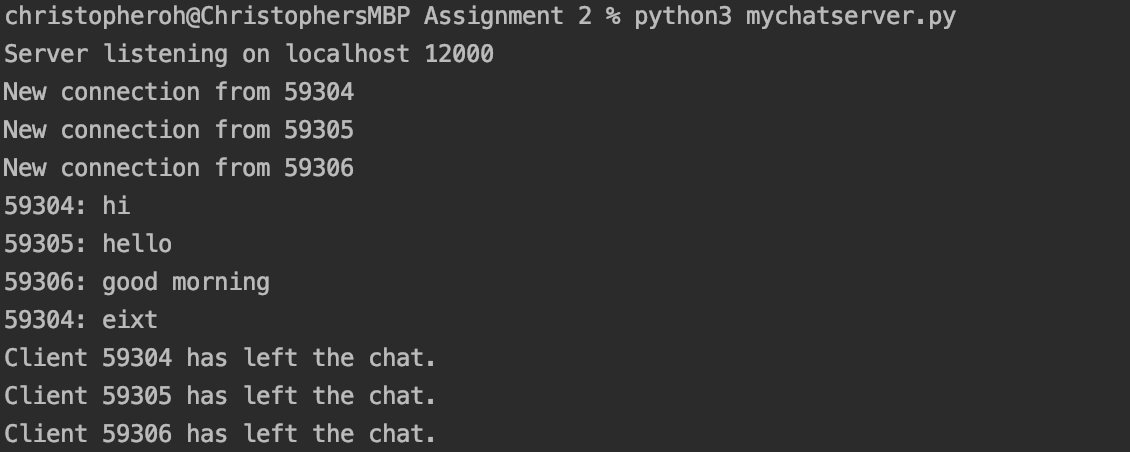 christopheroh@ChristophersMBP Assignment 2 % python3 mychatserver.py
Server listening on localhost 12000
New connection from 59304
New connection from 59305
New connection from 59306
59304: hi
59305: hello
59306: good morning
59304: eixt
Client 59304 has left the chat.
Client 59305 has left the chat.
Client 59306 has left the chat.